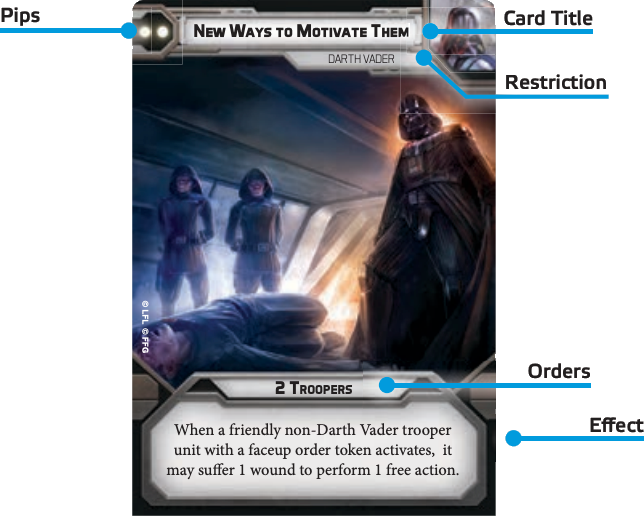 Pips
NEW WAYS TO MOTIVATE THEM
Card Title
DARTH VADER
Restriction
© LFL © FFG
Orders
2 TROOPERS
Effect
When a friendly non-Darth Vader trooper
unit with a faceup order token activates, it
may suffer 1 wound to perform 1 free action.